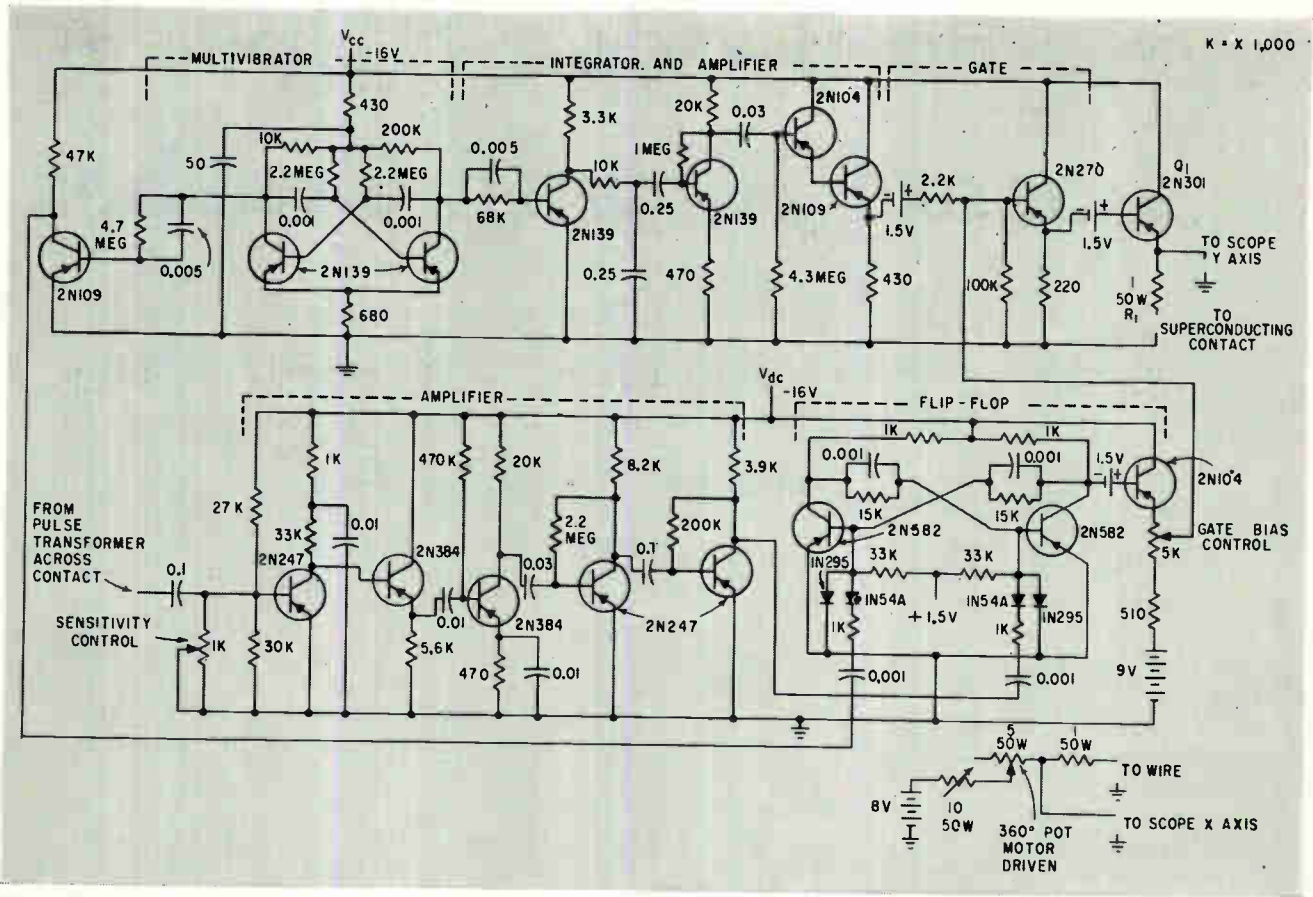 K = X 1,000
Vcc
-16V
MULTIVIBRATOR
INTEGRATOR AND AMPLIFIER
GATE
430
10K
200K
47K
50
2.2MEG
2.2MEG
0.001
0.001
4.7
MEG
0.005
2N109
2N139
680
0.005
68K
3.3K
10K
2N139
0.25
0.25
1MEG
20K
2N139
470
0.03
2N104
2N109
4.3MEG
1.5V
430
2.2K
2N270
100K
220
1.5V
Q1
2N301
TO SCOPE
Y AXIS
1
50W
R1
TO
SUPERCONDUCTING
CONTACT
AMPLIFIER
Vdc
-16V
FLIP-FLOP
FROM
PULSE
TRANSFORMER
ACROSS
CONTACT
0.1
SENSITIVITY
CONTROL
1K
27K
30K
1K
33K
0.01
2N247
2N384
5.6K
0.01
470K
20K
2N384
470
0.01
0.03
2.2
MEG
8.2K
0.1
200K
3.9K
2N247
1K
1K
0.001
0.001
15K
15K
1.5V
2N104
2N582
2N582
1N295
33K
33K
1N54A
+1.5V
1N54A
1N295
1K
1K
0.001
0.001
GATE BIAS
CONTROL
5K
510
9V
5
50W
1
50W
TO WIRE
8V
10
50W
360° POT
MOTOR
DRIVEN
TO SCOPE X AXIS